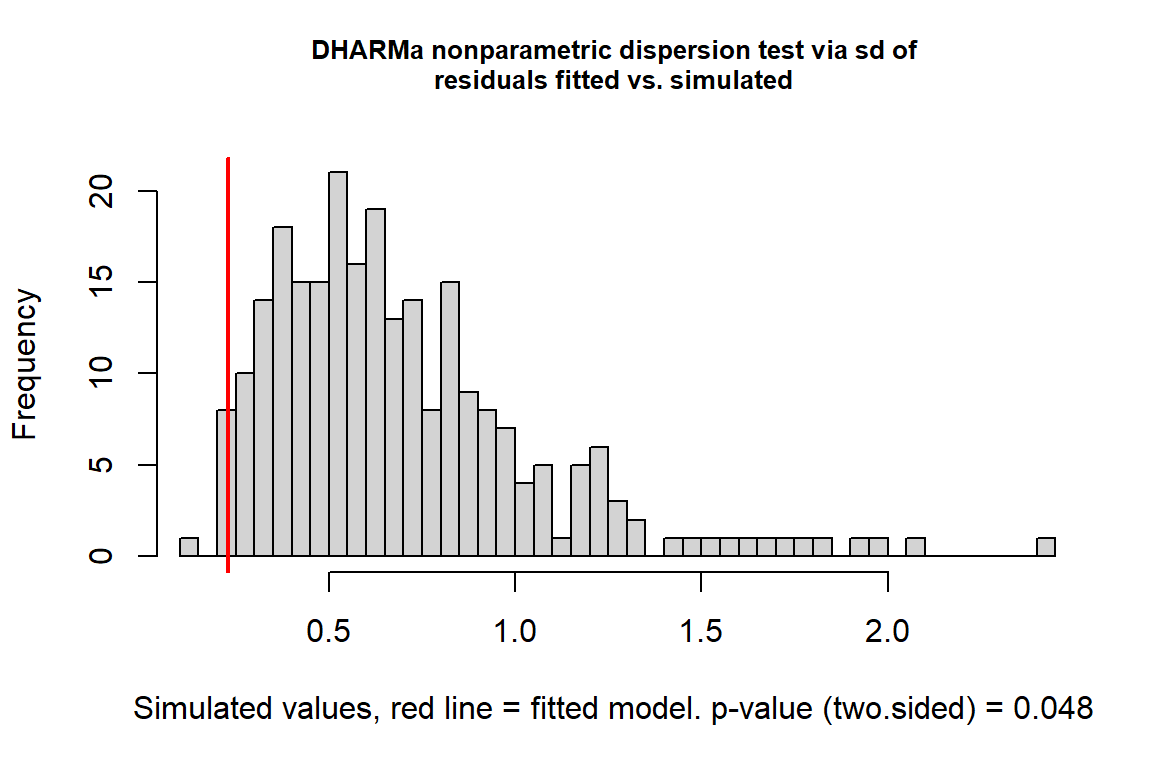 DHARMa nonparametric dispersion test via sd of
residuals fitted vs. simulated
Frequency
20
15
10
5
0
0.5 1.0 1.5 2.0
Simulated values, red line = fitted model. p-value (two.sided) = 0.048